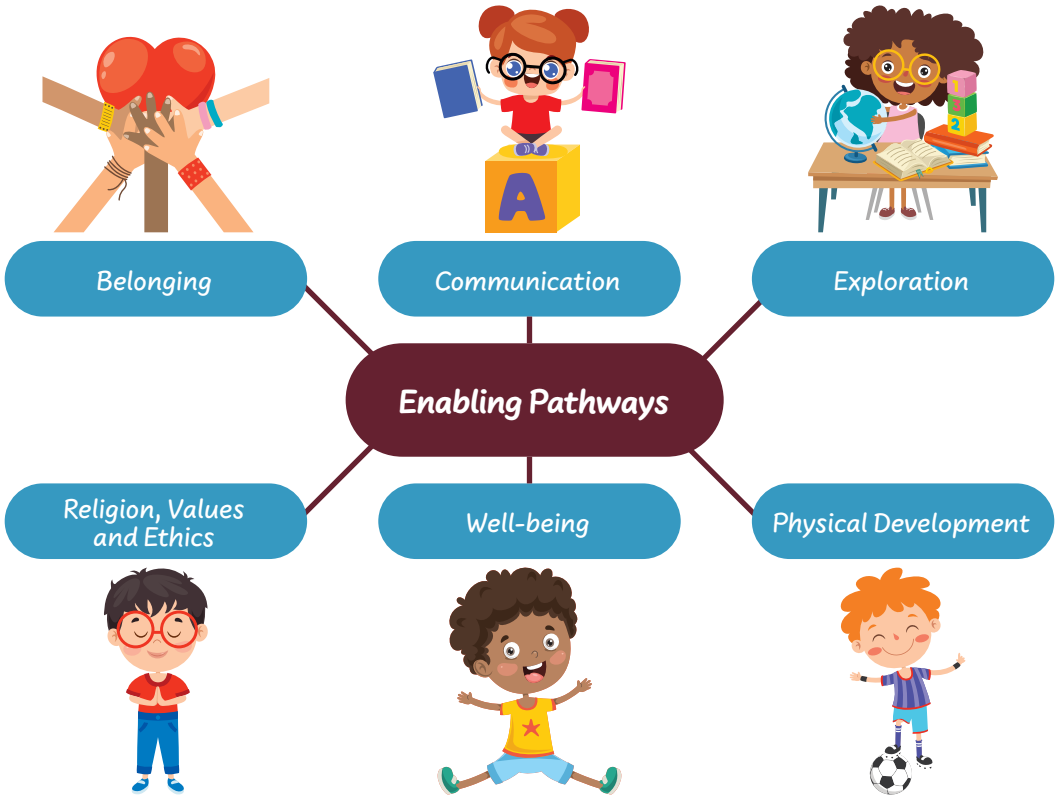 A
1
3
2
Belonging
Communication
Exploration
Enabling Pathways
Religion, Values
and Ethics
Well-being
Physical Development